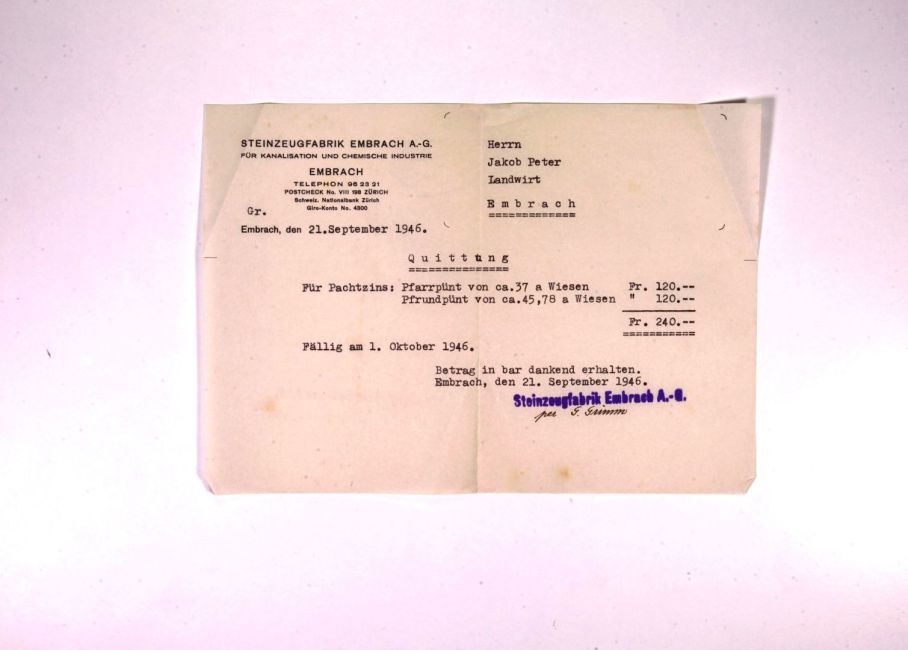 STEINZEUGFABRIK EMBRACH A.-G.
FÜR KANALISATION UND CHEMISCHE INDUSTRIE
EMBRACH
TELEPHON 96 23 21
POSTCHECK No. VIII 198 ZÜRICH
Schweiz. Nationalbank Zürich
Giro-Konto No. 4800
Gr.
Embrach, den 21.September 1946.
Herrn
Jakob Peter
Landwirt
E m b r a c h
=============
Q u i t t u n g
===============
Für Pachtzins: Pfarrpünt von ca.37 a Wiesen Fr. 120.--
Pfrundpünt von ca.45,78 a Wiesen " 120.--
Fr. 240.--
===========
Fällig am 1. Oktober 1946.
Betrag in bar dankend erhalten.
Embrach, den 21. September 1946.
Steinzeugfabrik Embrach A.-G.
per G. Grimm